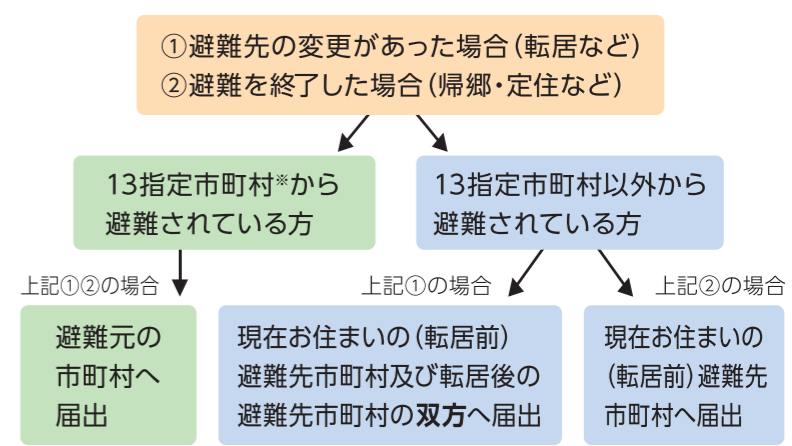 ①避難先の変更があった場合（転居など）
②避難を終了した場合（帰郷・定住など）
13指定市町村※から
避難されている方
13指定市町村以外から
避難されている方
上記①②の場合
上記①の場合
上記②の場合
避難元の
市町村へ
届出
現在お住まいの（転居前）
避難先市町村及び転居後の
避難先市町村の双方へ届出
現在お住まいの
（転居前）避難先
市町村へ届出